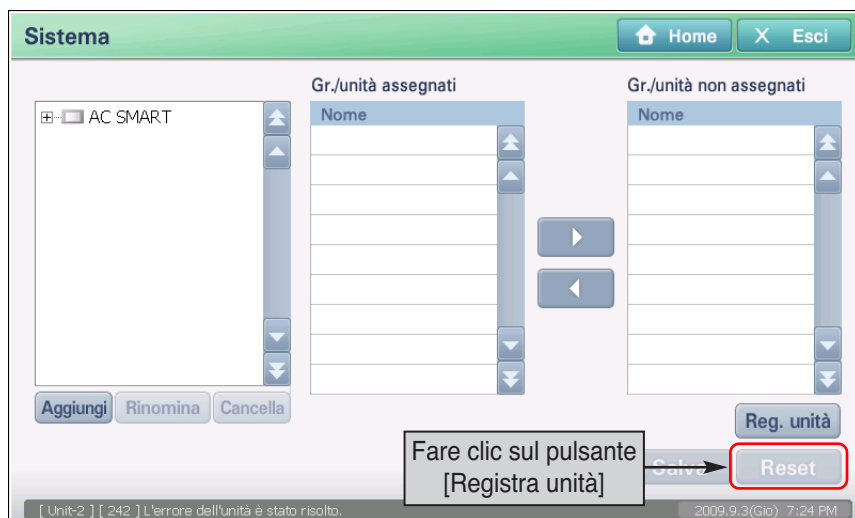 Sistema
Home
X Esci
Gr./unità assegnati
Gr./unità non assegnati
AC SMART
Nome
Nome
Aggiungi
Rinomina
Cancella
Reg. unità
Fare clic sul pulsante
[Registra unità]
Salva
Reset
[ Unit-2 ] [ 242 ] L'errore dell'unità è stato risolto.
2009.9.3(Gio) 7:24 PM